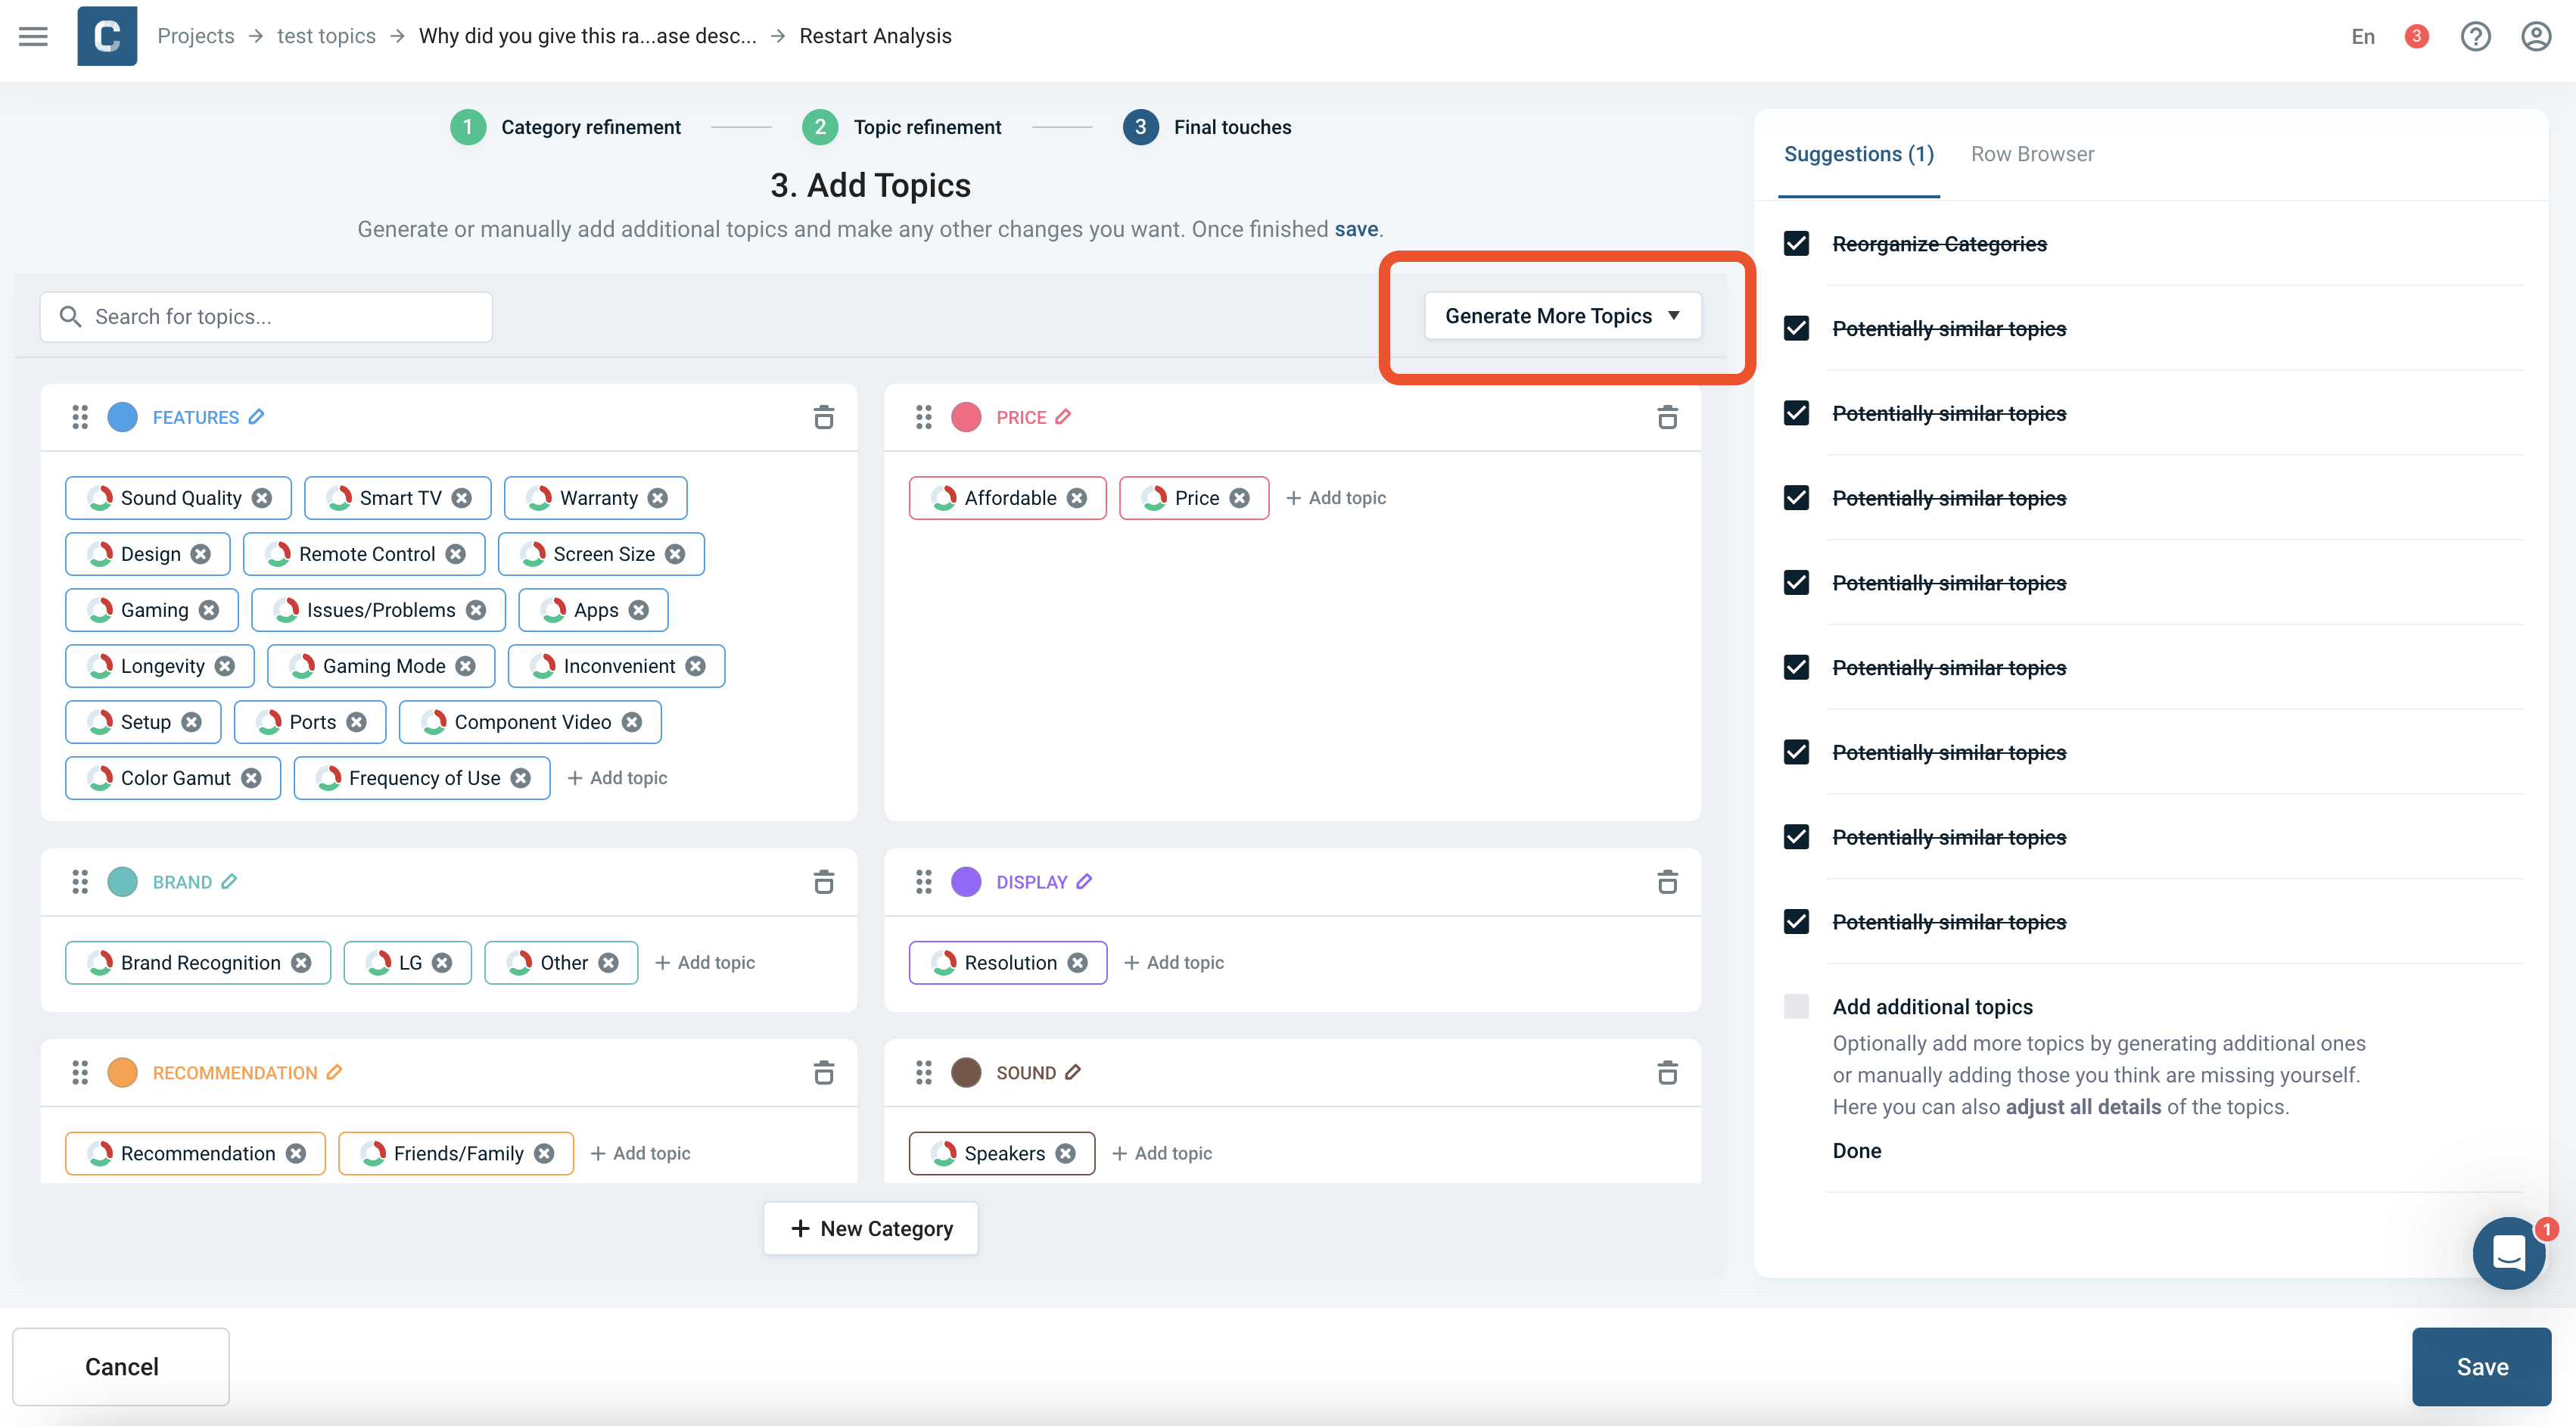 C
Projects → test topics → Why did you give this ra...ase desc... → Restart Analysis
En 3 ?
1 Category refinement
2 Topic refinement
3 Final touches
3. Add Topics
Generate or manually add additional topics and make any other changes you want. Once finished save.
Search for topics...
Generate More Topics
FEATURES
Sound Quality
Smart TV
Warranty
Design
Remote Control
Screen Size
Gaming
Issues/Problems
Apps
Longevity
Gaming Mode
Inconvenient
Setup
Ports
Component Video
Color Gamut
Frequency of Use
+ Add topic
PRICE
Affordable
Price
+ Add topic
BRAND
Brand Recognition
LG
Other
+ Add topic
DISPLAY
Resolution
+ Add topic
RECOMMENDATION
Recommendation
Friends/Family
+ Add topic
SOUND
Speakers
+ Add topic
+ New Category
Suggestions (1)
Row Browser
Reorganize Categories
Potentially similar topics
Potentially similar topics
Potentially similar topics
Potentially similar topics
Potentially similar topics
Potentially similar topics
Potentially similar topics
Potentially similar topics
Add additional topics
Optionally add more topics by generating additional ones
or manually adding those you think are missing yourself.
Here you can also adjust all details of the topics.
Done
1
Cancel
Save